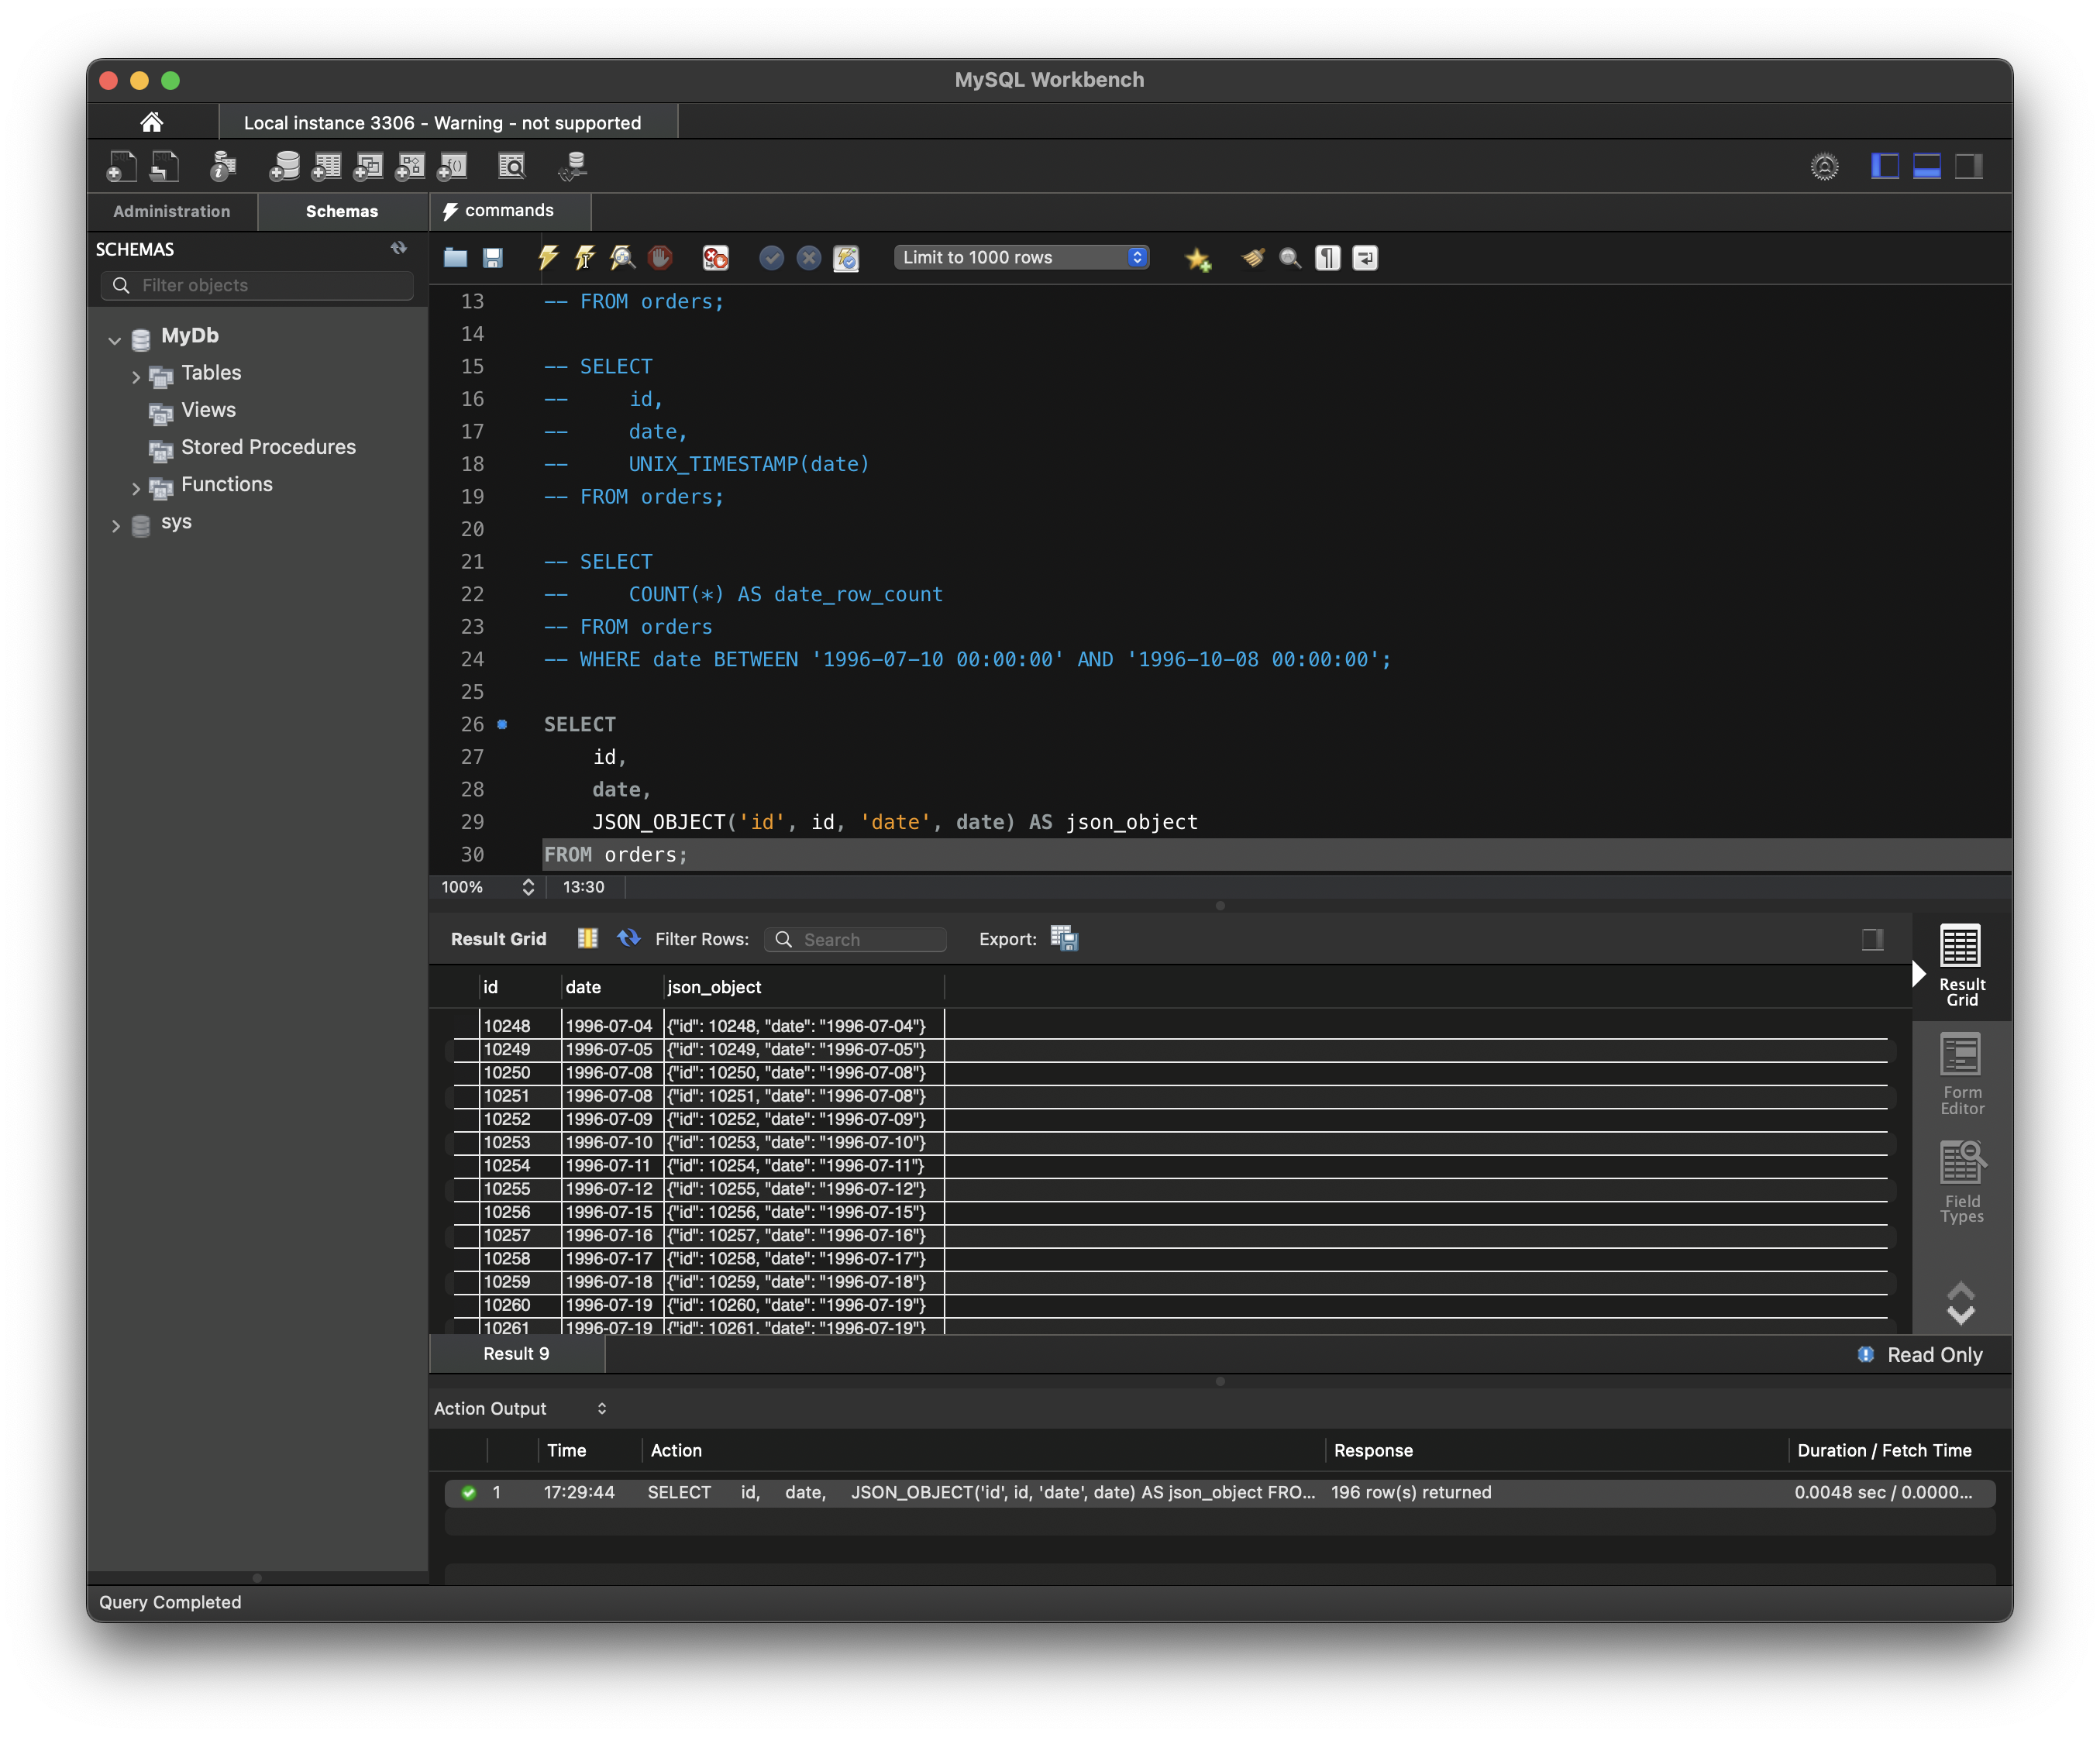 MySQL Workbench
Local instance 3306 - Warning - not supported
Administration
Schemas
commands
SCHEMAS
Filter objects
MyDb
Tables
Views
Stored Procedures
Functions
sys
Limit to 1000 rows
13 -- FROM orders;
14
15 -- SELECT
16 -- id,
17 -- date,
18 -- UNIX_TIMESTAMP(date)
19 -- FROM orders;
20
21 -- SELECT
22 -- COUNT(*) AS date_row_count
23 -- FROM orders
24 -- WHERE date BETWEEN '1996-07-10 00:00:00' AND '1996-10-08 00:00:00';
25
26 SELECT
27 id,
28 date,
29 JSON_OBJECT('id', id, 'date', date) AS json_object
30 FROM orders;
100% 13:30
Result Grid Filter Rows: Search Export:
id date json_object
10248 1996-07-04 {"id": 10248, "date": "1996-07-04"}
10249 1996-07-05 {"id": 10249, "date": "1996-07-05"}
10250 1996-07-08 {"id": 10250, "date": "1996-07-08"}
10251 1996-07-08 {"id": 10251, "date": "1996-07-08"}
10252 1996-07-09 {"id": 10252, "date": "1996-07-09"}
10253 1996-07-10 {"id": 10253, "date": "1996-07-10"}
10254 1996-07-11 {"id": 10254, "date": "1996-07-11"}
10255 1996-07-12 {"id": 10255, "date": "1996-07-12"}
10256 1996-07-15 {"id": 10256, "date": "1996-07-15"}
10257 1996-07-16 {"id": 10257, "date": "1996-07-16"}
10258 1996-07-17 {"id": 10258, "date": "1996-07-17"}
10259 1996-07-18 {"id": 10259, "date": "1996-07-18"}
10260 1996-07-19 {"id": 10260, "date": "1996-07-19"}
10261 1996-07-19 {"id": 10261, "date": "1996-07-19"}
Result
Grid
Form
Editor
Field
Types
Result 9
Read Only
Action Output
Time Action Response Duration / Fetch Time
1 17:29:44 SELECT id, date, JSON_OBJECT('id', id, 'date', date) AS json_object FRO... 196 row(s) returned 0.0048 sec / 0.0000...
Query Completed